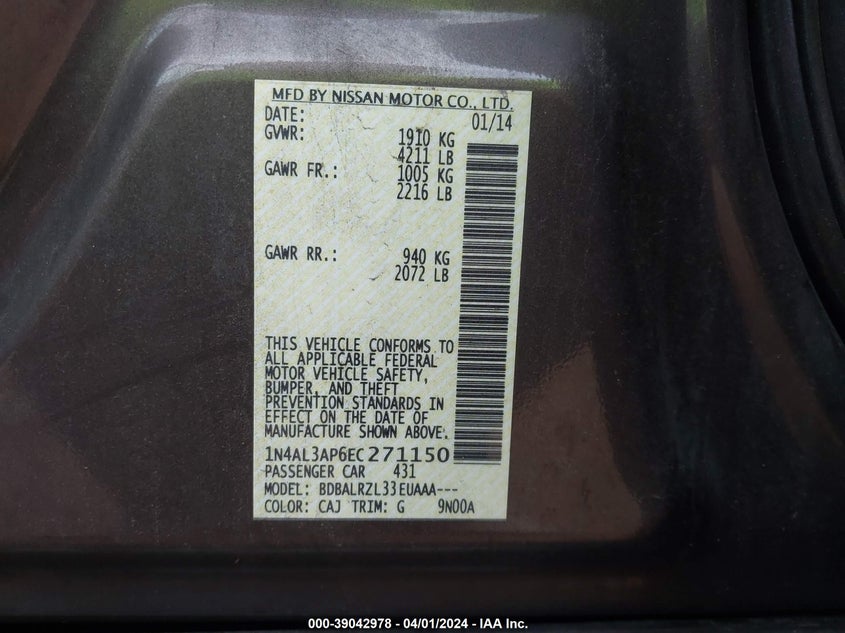 MFD BY NISSAN MOTOR CO., LTD.
DATE: 01/14
GVWR: 1910 KG
4211 LB
GAWR FR.: 1005 KG
2216 LB
GAWR RR.: 940 KG
2072 LB
THIS VEHICLE CONFORMS TO
ALL APPLICABLE FEDERAL
MOTOR VEHICLE SAFETY,
BUMPER, AND THEFT
PREVENTION STANDARDS IN
EFFECT ON THE DATE OF
MANUFACTURE SHOWN ABOVE.
1N4AL3AP6EC271150
PASSENGER CAR 431
MODEL: BDBALRZL33EUAAA---
COLOR: CAJ TRIM: G 9N00A
000-39042978 - 04/01/2024 - IAA Inc.